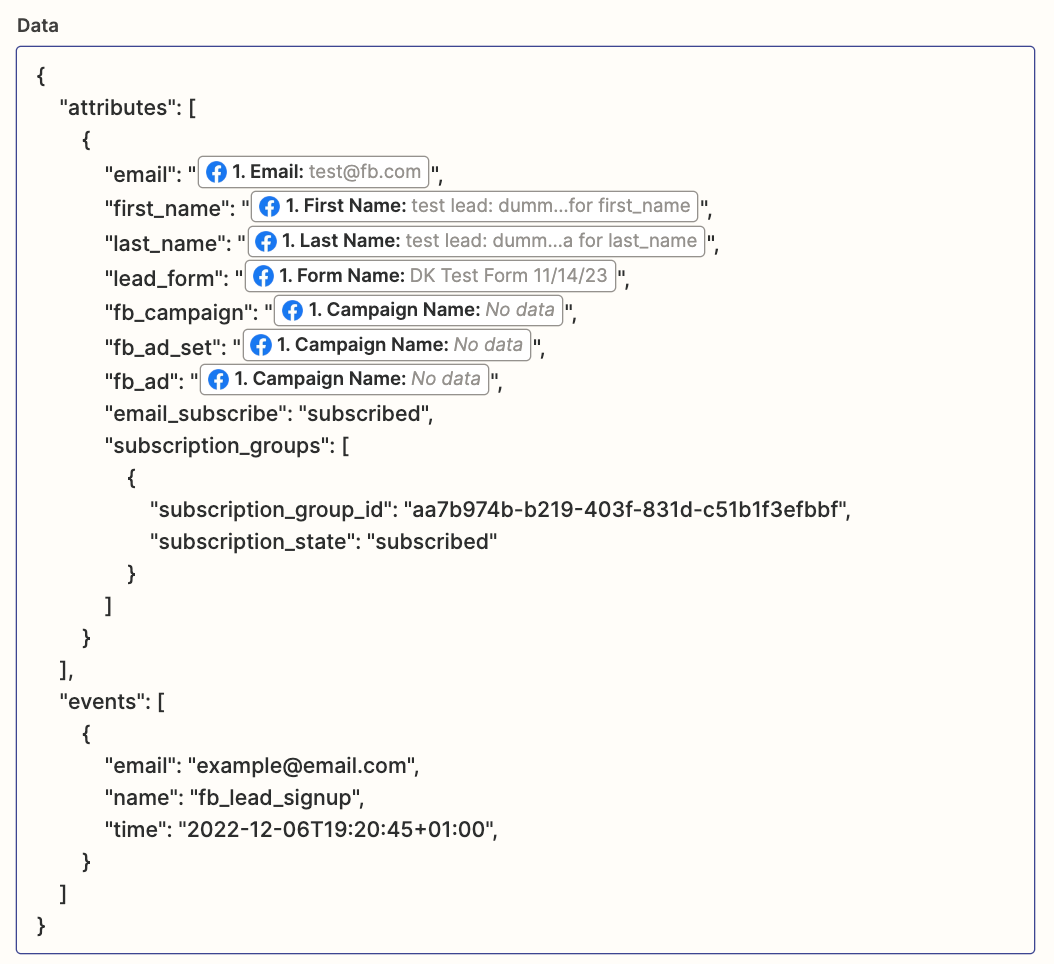 Data
{
"attributes": [
{
"email": "1. Email: test@fb.com",
"first_name": "1. First Name: test lead: dumm...for first_name",
"last_name": "1. Last Name: test lead: dumm...a for last_name",
"lead_form": "1. Form Name: DK Test Form 11/14/23",
"fb_campaign": "1. Campaign Name: No data",
"fb_ad_set": "1. Campaign Name: No data",
"fb_ad": "1. Campaign Name: No data",
"email_subscribe": "subscribed",
"subscription_groups": [
{
"subscription_group_id": "aa7b974b-b219-403f-831d-c51b1f3efbbf",
"subscription_state": "subscribed"
}
]
}
],
"events": [
{
"email": "example@email.com",
"name": "fb_lead_signup",
"time": "2022-12-06T19:20:45+01:00",
}
]
}